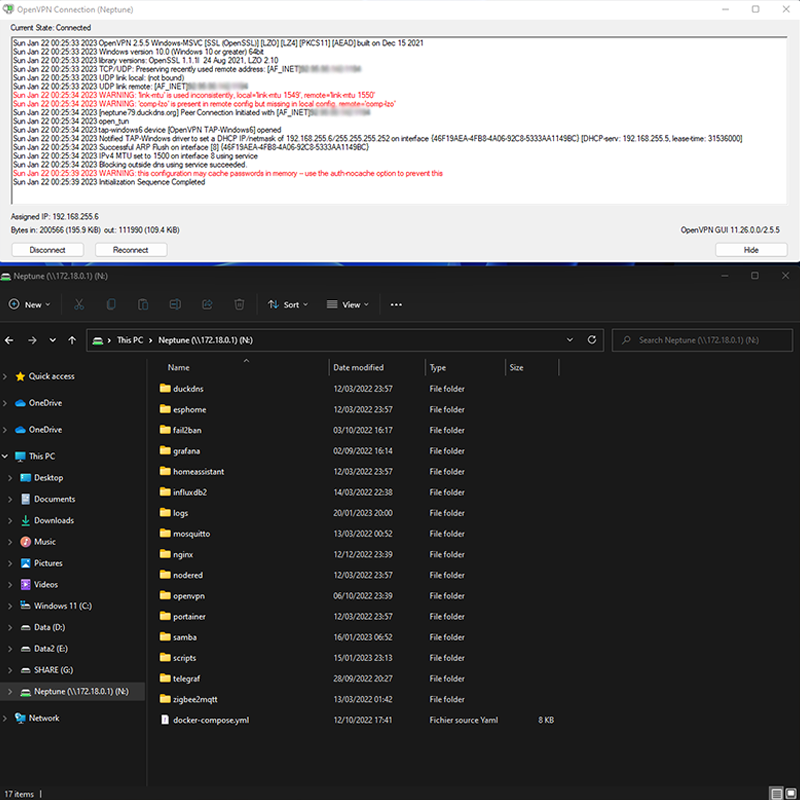 OpenVPN Connection (Neptune)
Current State: Connected
Sun Jan 22 00:25:33 2023 OpenVPN 2.5.5 Windows-MSVC [SSL (OpenSSL)] [LZO] [LZ4] [PKCS11] [AEAD] built on Dec 15 2021
Sun Jan 22 00:25:33 2023 Windows version 10.0 (Windows 10 or greater) 64bit
Sun Jan 22 00:25:33 2023 library versions: OpenSSL 1.1.1l  24 Aug 2021, LZO 2.10
Sun Jan 22 00:25:33 2023 TCP/UDP: Preserving recently used remote address: [AF_INET]
Sun Jan 22 00:25:33 2023 UDP link local: (not bound)
Sun Jan 22 00:25:33 2023 UDP link remote: [AF_INET]
Sun Jan 22 00:25:34 2023 WARNING: 'link-mtu' is used inconsistently, local='link-mtu 1549', remote='link-mtu 1550'
Sun Jan 22 00:25:34 2023 WARNING: 'comp-lzo' is present in remote config but missing in local config, remote='comp-lzo'
Sun Jan 22 00:25:34 2023 [neptune79.duckdns.org] Peer Connection Initiated with [AF_INET]
Sun Jan 22 00:25:34 2023 open_tun
Sun Jan 22 00:25:34 2023 tap-windows6 device [OpenVPN TAP-Windows6] opened
Sun Jan 22 00:25:34 2023 Notified TAP-Windows driver to set a DHCP IP/netmask of 192.168.255.6/255.255.255.252 on interface {46F19AEA-4FB8-4A06-92C8-5333AA1149BC} [DHCP-serv: 192.168.255.5, lease-time: 31536000]
Sun Jan 22 00:25:34 2023 Successful ARP Flush on interface [8] {46F19AEA-4FB8-4A06-92C8-5333AA1149BC}
Sun Jan 22 00:25:34 2023 IPv4 MTU set to 1500 on interface 8 using service
Sun Jan 22 00:25:34 2023 Blocking outside dns using service succeeded.
Sun Jan 22 00:25:39 2023 WARNING: this configuration may cache passwords in memory -- use the auth-nocache option to prevent this
Sun Jan 22 00:25:39 2023 Initialization Sequence Completed
Assigned IP: 192.168.255.6
Bytes in: 200566 (195.9 KiB)  out: 111990 (109.4 KiB) OpenVPN GUI 11.26.0.0/2.5.5
Disconnect Reconnect Hide
Neptune (\\172.18.0.1) (N:)
New Sort View
This PC Neptune (\\172.18.0.1) (N:) Search Neptune (\\172.18.0.1) (N:)
Quick access
OneDrive
OneDrive
This PC
Desktop
Documents
Downloads
Music
Pictures
Videos
Windows 11 (C:)
Data (D:)
Data2 (E:)
SHARE (G:)
Neptune (\\172.18.0.1) (N:)
Network
Name Date modified Type Size
duckdns 12/03/2022 23:57 File folder
esphome 12/03/2022 23:57 File folder
fail2ban 03/10/2022 16:17 File folder
grafana 02/09/2022 16:14 File folder
homeassistant 12/03/2022 23:57 File folder
influxdb2 14/03/2022 22:38 File folder
logs 20/01/2023 20:00 File folder
mosquitto 13/03/2022 00:52 File folder
nginx 12/12/2022 23:39 File folder
nodered 12/03/2022 23:57 File folder
openvpn 06/10/2022 23:39 File folder
portainer 12/03/2022 23:57 File folder
samba 16/01/2023 06:52 File folder
scripts 15/01/2023 23:13 File folder
telegraf 28/09/2022 20:27 File folder
zigbee2mqtt 13/03/2022 01:42 File folder
docker-compose.yml 12/10/2022 17:41 Fichier source Yaml 8 KB
17 items